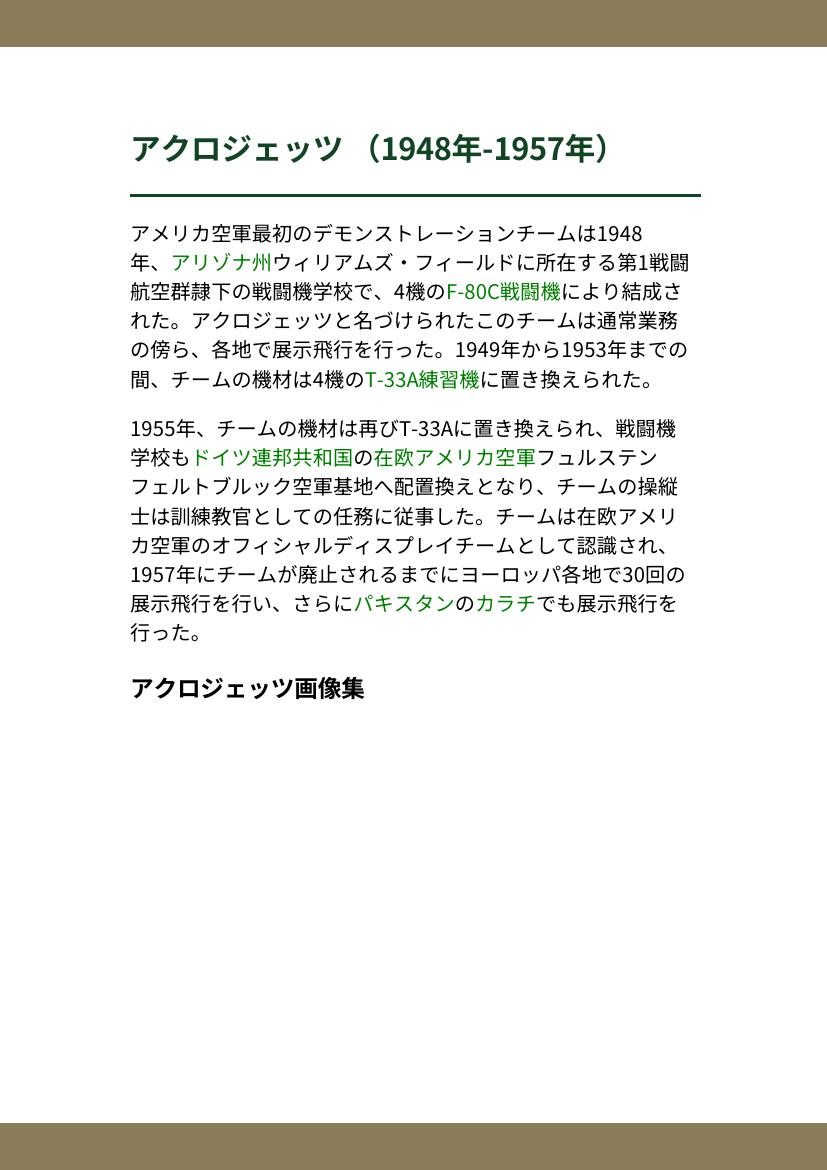 アクロジェッツ （1948年-1957年）
アメリカ空軍最初のデモンストレーションチームは1948
年、アリゾナ州ウィリアムズ・フィールドに所在する第1戦闘
航空群隷下の戦闘機学校で、4機のF-80C戦闘機により結成さ
れた。アクロジェッツと名づけられたこのチームは通常業務
の傍ら、各地で展示飛行を行った。1949年から1953年までの
間、チームの機材は4機のT-33A練習機に置き換えられた。
1955年、チームの機材は再びT-33Aに置き換えられ、戦闘機
学校もドイツ連邦共和国の在欧アメリカ空軍フュルステン
フェルトブルック空軍基地へ配置換えとなり、チームの操縦
士は訓練教官としての任務に従事した。チームは在欧アメリ
カ空軍のオフィシャルディスプレイチームとして認識され、
1957年にチームが廃止されるまでにヨーロッパ各地で30回の
展示飛行を行い、さらにパキスタンのカラチでも展示飛行を
行った。
アクロジェッツ画像集